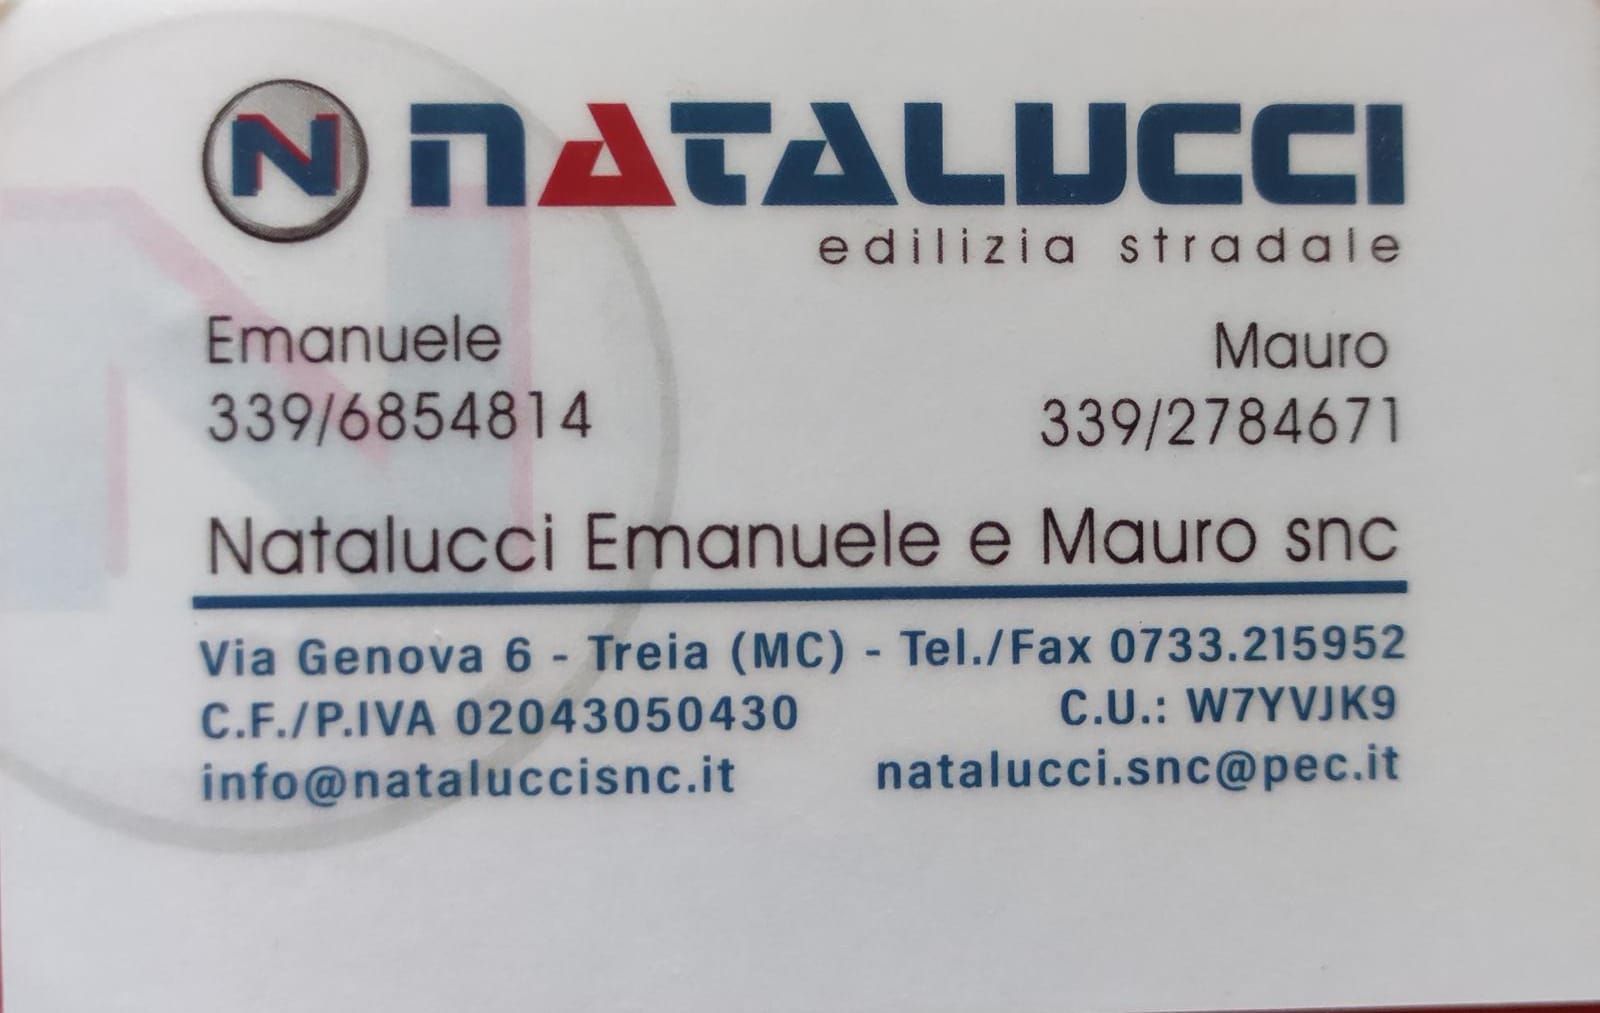 N NATALUCCI
edilizia stradale
Emanuele Mauro
339/6854814 339/2784671
Natalucci Emanuele e Mauro snc
Via Genova 6 - Treia (MC) - Tel./Fax 0733.215952
C.F./P.IVA 02043050430 C.U.: W7YVJK9
info@nataluccisnc.it natalucci.snc@pec.it